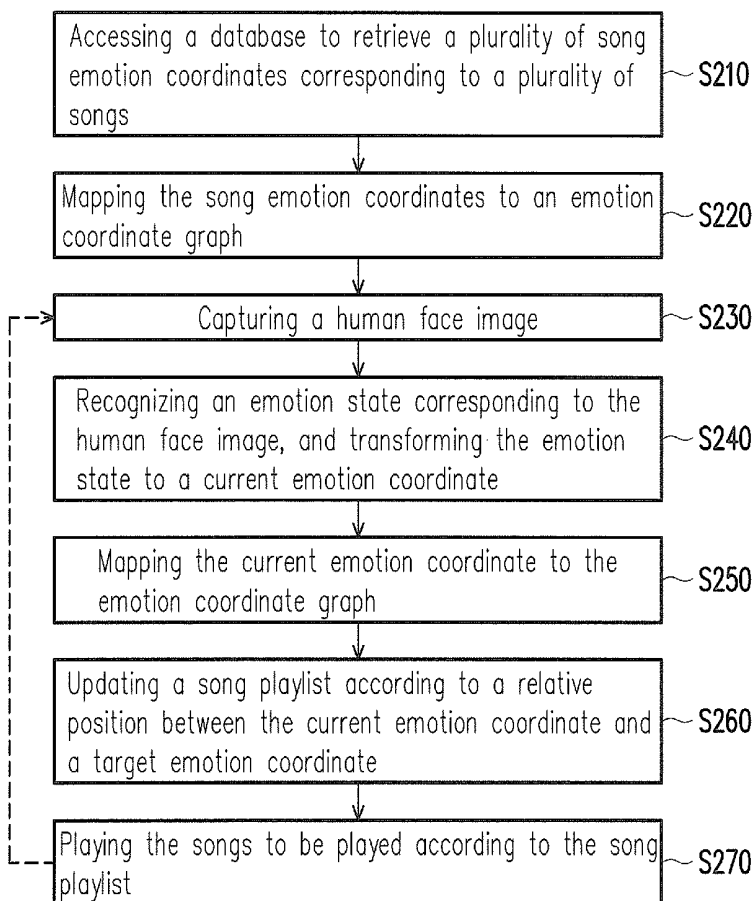 Accessing a database to retrieve a plurality of song
emotion coordinates corresponding to a plurality of
songs
S210
Mapping the song emotion coordinates to an emotion
coordinate graph
S220
Capturing a human face image
S230
Recognizing an emotion state corresponding to the
human face image, and transforming the emotion
state to a current emotion coordinate
S240
Mapping the current emotion coordinate to the
emotion coordinate graph
S250
Updating a song playlist according to a relative
position between the current emotion coordinate and
a target emotion coordinate
S260
Playing the songs to be played according to the song
playlist
S270